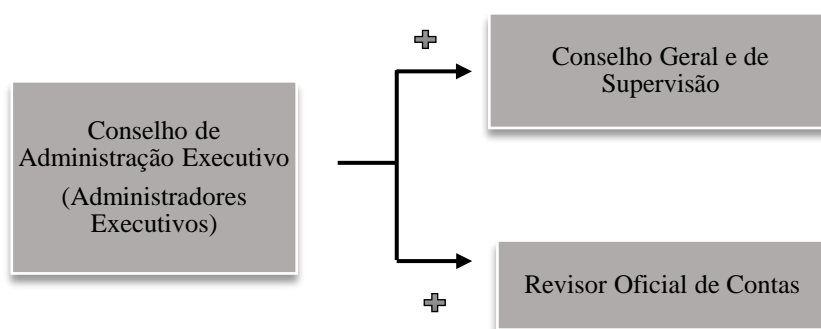 Conselho de
Administração Executivo
(Administradores
Executivos)
Conselho Geral e de
Supervisão
Revisor Oficial de Contas